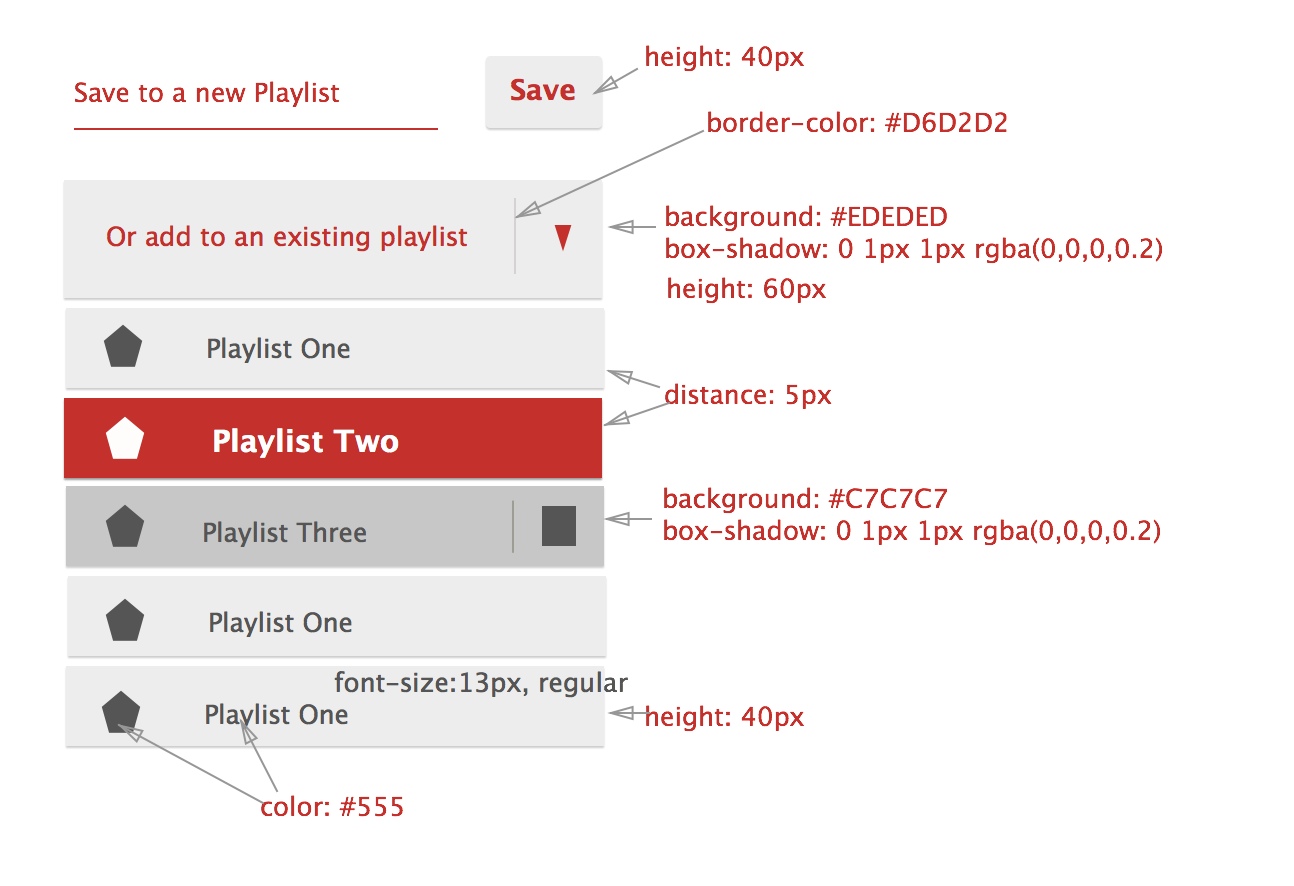 height: 40px
Save to a new Playlist
Save
border-color: #D6D2D2
background: #EDEDED
Or add to an existing playlist
box-shadow: 0 1px 1px rgba(0,0,0,0.2)
height: 60px
Playlist One
distance: 5px
Playlist Two
background: #C7C7C7
Playlist Three
box-shadow: 0 1px 1px rgba(0,0,0,0.2)
Playlist One
font-size:13px, regular
Playlist One
height: 40px
color: #555